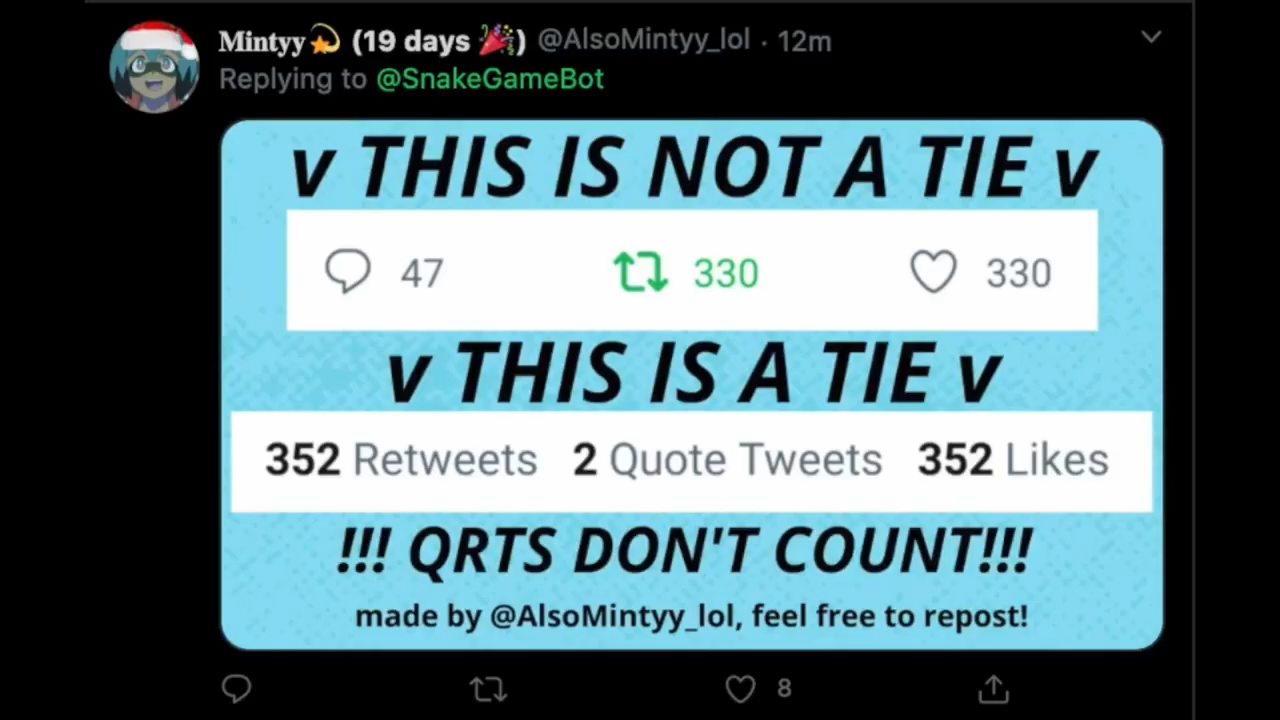 Mintyy💫 (19 days 🎉) @AlsoMintyy_lol · 12m
Replying to @SnakeGameBot
v THIS IS NOT A TIE v
47 330 330
v THIS IS A TIE v
352 Retweets 2 Quote Tweets 352 Likes
!!! QRTS DON'T COUNT!!!
made by @AlsoMintyy_lol, feel free to repost!
8